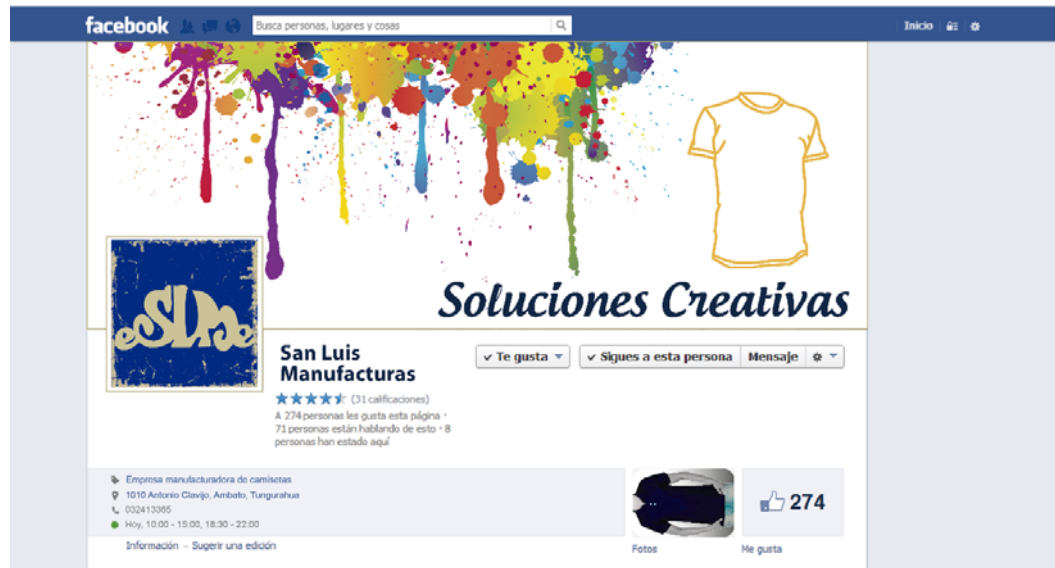 facebook
Busca personas, lugares y cosas
Inicio
Soluciones Creativas
eSLMe
San Luis
Manufacturas
Te gusta
Sigues a esta persona
Mensaje
(31 calificaciones)
A 274 personas les gusta esta página ·
71 personas están hablando de esto · 8
personas han estado aquí
Empresa manufacturadora de camisetas
1010 Antonio Clavijo, Ambato, Tungurahua
032413365
Hoy, 10:00 - 15:00, 18:30 - 22:00
Información – Sugerir una edición
274
Fotos
Me gusta